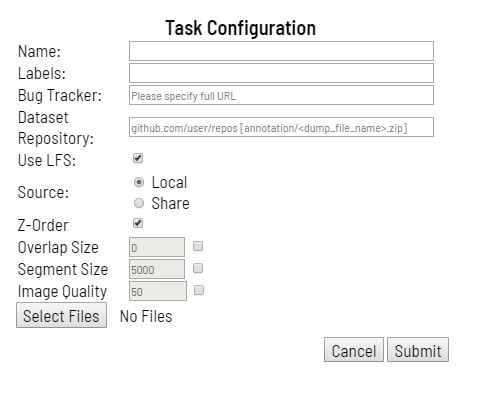 Task Configuration
Name:
Labels:
Bug Tracker: Please specify full URL
Dataset
Repository: github.com/user/repos [annotation/<dump_file_name>.zip]
Use LFS:
Source: Local
Share
Z-Order
Overlap Size 0
Segment Size 5000
Image Quality 50
Select Files No Files
Cancel Submit